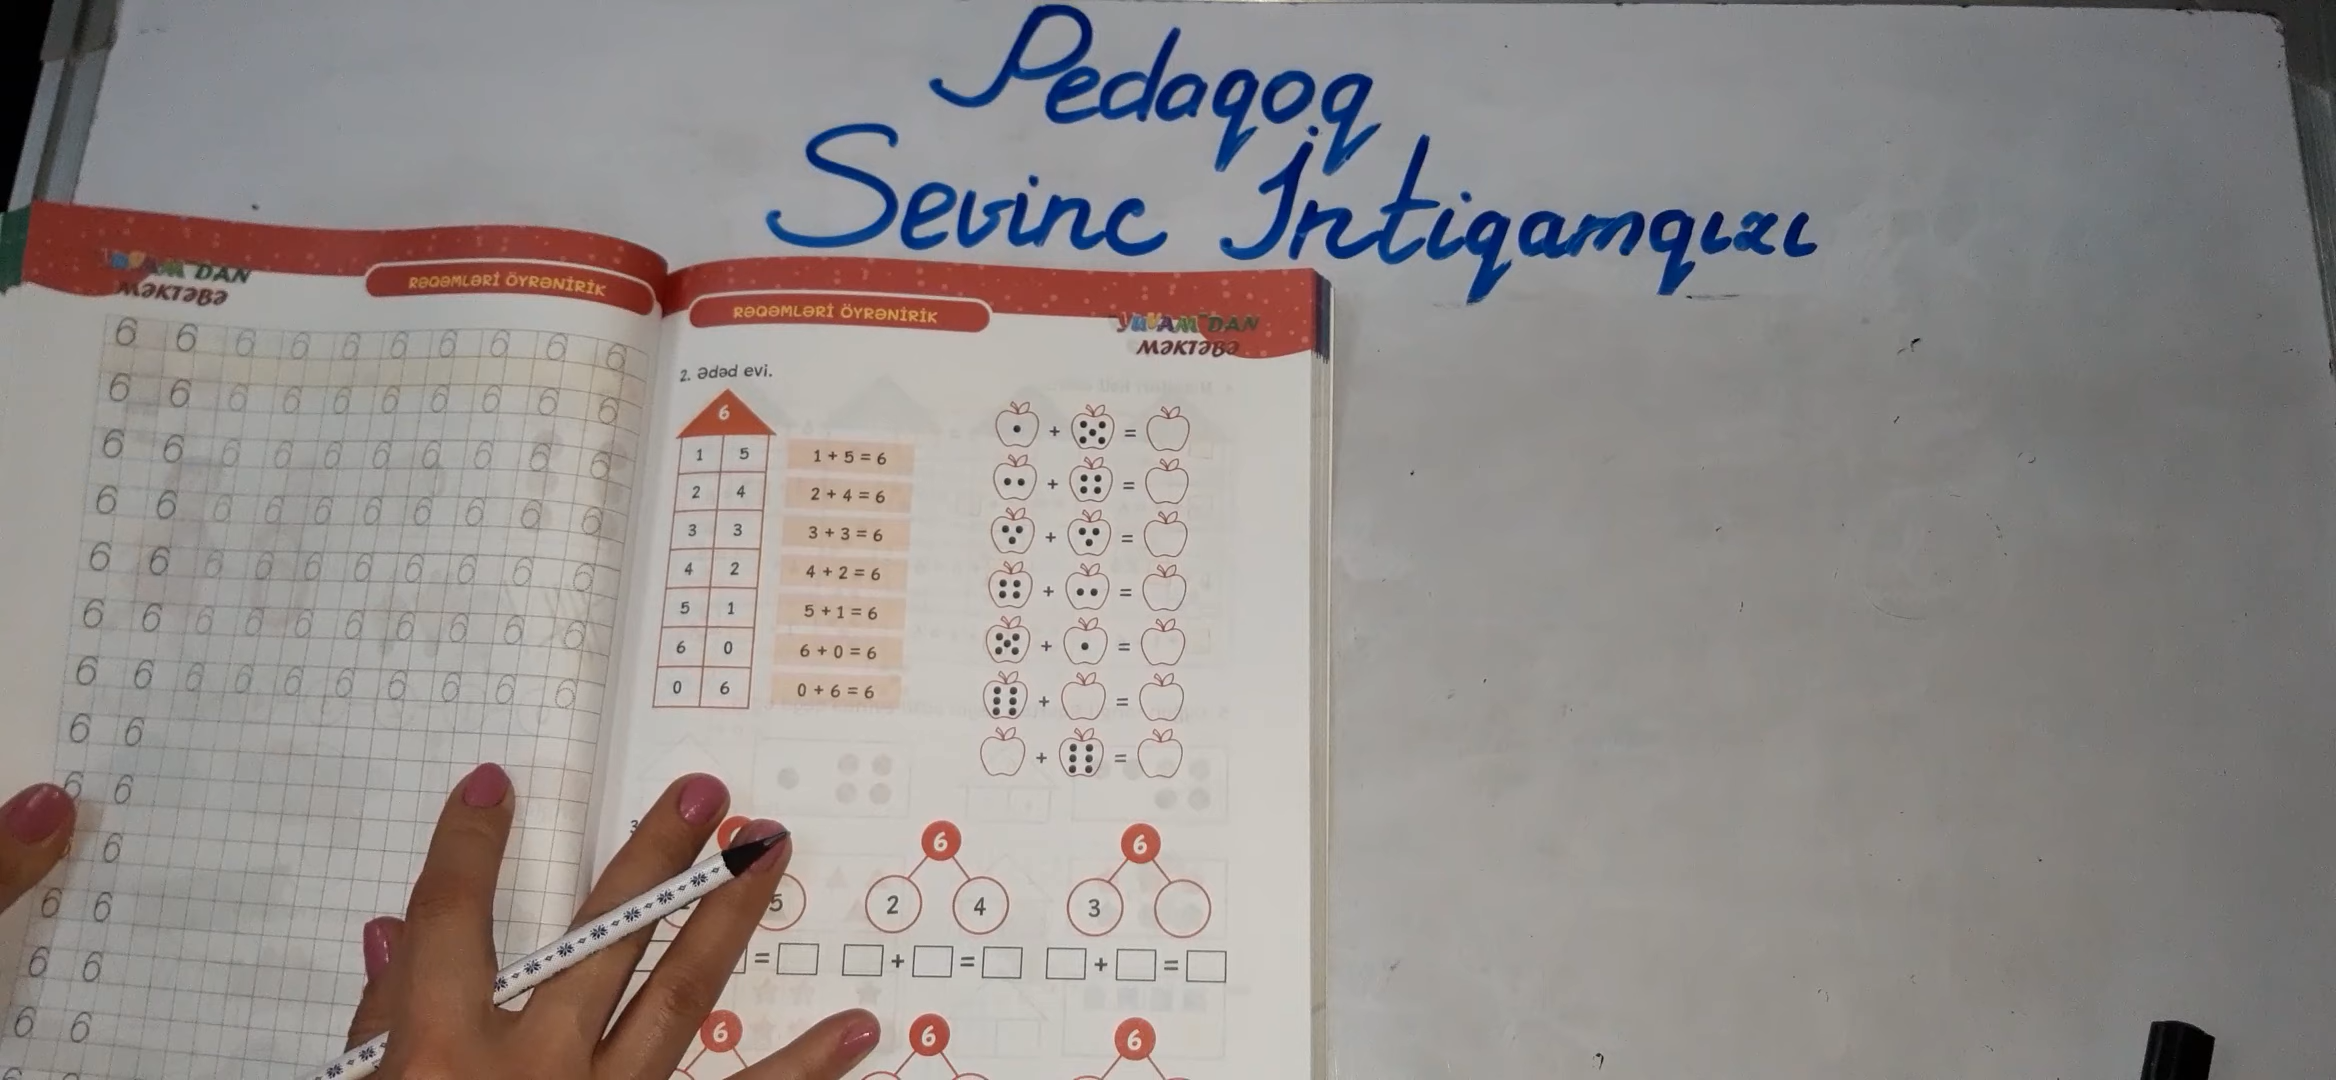 Pedaqoq
Sevinc İntiqamqızı
"YUVAM"DAN
MƏKTƏBƏ
RƏQƏMLƏRİ ÖYRƏNİRİK
6 6 6 6 6 6 6 6 6 6
6 6 6 6 6 6 6 6 6 6
6 6 6 6 6 6 6 6 6 6
6 6 6 6 6 6 6 6 6 6
6 6 6 6 6 6 6 6 6 6
6 6 6 6 6 6 6 6 6 6
6 6 6 6 6 6 6 6 6 6
6 6
6 6
6
6 6
6 6
6 6
RƏQƏMLƏRİ ÖYRƏNİRİK
"YUVAM"DAN
MƏKTƏBƏ
2. Ədəd evi.
6
1 5 1 + 5 = 6 + =
2 4 2 + 4 = 6 + =
3 3 3 + 3 = 6 + =
4 2 4 + 2 = 6 + =
5 1 5 + 1 = 6 + =
6 0 6 + 0 = 6 + =
0 6 0 + 6 = 6 + =
6 6
5 2 4 3
= + = + =
6 6 6